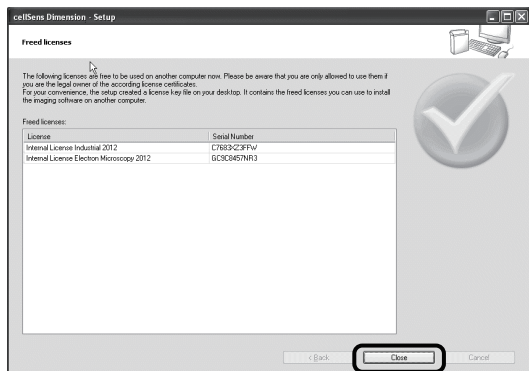 cellSens Dimension - Setup
Freed licenses
The following licenses are free to be used on another computer now. Please be aware that you are only allowed to use them if
you are the legal owner of the according license certificates.
For your convenience, the setup created a license key file on your desktop. It contains the freed licenses you can use to install
the imaging software on another computer.
Freed licenses:
License Serial Number
Internal License Industrial 2012
Internal License Electron Microscopy 2012 GC9C8457NR3
< Back Close Cancel